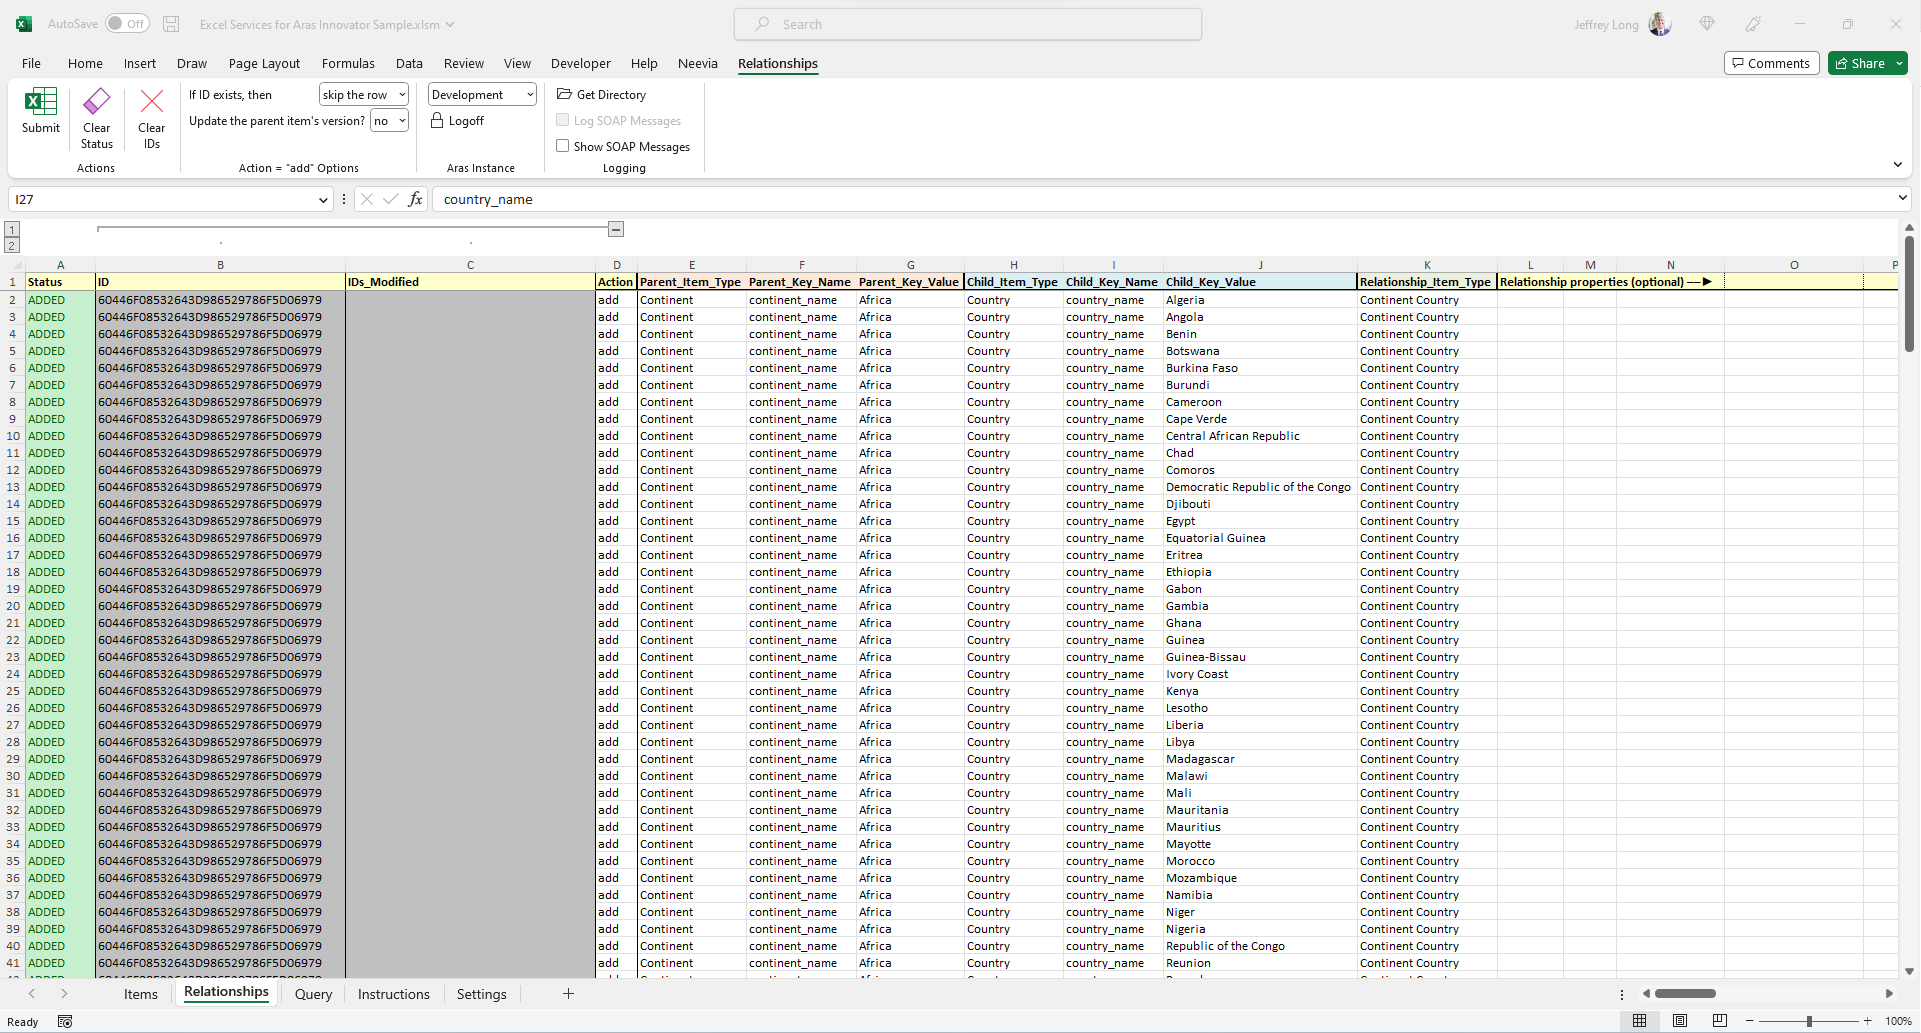 AutoSave Off Excel Services for Aras Innovator Sample.xlsm Search Jeffrey Long
File Home Insert Draw Page Layout Formulas Data Review View Developer Help Neevia Relationships Comments Share
If ID exists, then skip the row Development Get Directory
Update the parent item's version? no Logoff Log SOAP Messages
Submit Clear Status Clear IDs
Show SOAP Messages
Actions Action = "add" Options Aras Instance Logging
I27 fx country_name
1
2
A B C D E F G H I J K L M N O P
1 Status ID IDs_Modified Action Parent_Item_Type Parent_Key_Name Parent_Key_Value Child_Item_Type Child_Key_Name Child_Key_Value Relationship_Item_Type Relationship properties (optional) —►
2 ADDED 60446F08532643D986529786F5D06979 add Continent continent_name Africa Country country_name Algeria Continent Country
3 ADDED 60446F08532643D986529786F5D06979 add Continent continent_name Africa Country country_name Angola Continent Country
4 ADDED 60446F08532643D986529786F5D06979 add Continent continent_name Africa Country country_name Benin Continent Country
5 ADDED 60446F08532643D986529786F5D06979 add Continent continent_name Africa Country country_name Botswana Continent Country
6 ADDED 60446F08532643D986529786F5D06979 add Continent continent_name Africa Country country_name Burkina Faso Continent Country
7 ADDED 60446F08532643D986529786F5D06979 add Continent continent_name Africa Country country_name Burundi Continent Country
8 ADDED 60446F08532643D986529786F5D06979 add Continent continent_name Africa Country country_name Cameroon Continent Country
9 ADDED 60446F08532643D986529786F5D06979 add Continent continent_name Africa Country country_name Cape Verde Continent Country
10 ADDED 60446F08532643D986529786F5D06979 add Continent continent_name Africa Country country_name Central African Republic Continent Country
11 ADDED 60446F08532643D986529786F5D06979 add Continent continent_name Africa Country country_name Chad Continent Country
12 ADDED 60446F08532643D986529786F5D06979 add Continent continent_name Africa Country country_name Comoros Continent Country
13 ADDED 60446F08532643D986529786F5D06979 add Continent continent_name Africa Country country_name Democratic Republic of the Congo Continent Country
14 ADDED 60446F08532643D986529786F5D06979 add Continent continent_name Africa Country country_name Djibouti Continent Country
15 ADDED 60446F08532643D986529786F5D06979 add Continent continent_name Africa Country country_name Egypt Continent Country
16 ADDED 60446F08532643D986529786F5D06979 add Continent continent_name Africa Country country_name Equatorial Guinea Continent Country
17 ADDED 60446F08532643D986529786F5D06979 add Continent continent_name Africa Country country_name Eritrea Continent Country
18 ADDED 60446F08532643D986529786F5D06979 add Continent continent_name Africa Country country_name Ethiopia Continent Country
19 ADDED 60446F08532643D986529786F5D06979 add Continent continent_name Africa Country country_name Gabon Continent Country
20 ADDED 60446F08532643D986529786F5D06979 add Continent continent_name Africa Country country_name Gambia Continent Country
21 ADDED 60446F08532643D986529786F5D06979 add Continent continent_name Africa Country country_name Ghana Continent Country
22 ADDED 60446F08532643D986529786F5D06979 add Continent continent_name Africa Country country_name Guinea Continent Country
23 ADDED 60446F08532643D986529786F5D06979 add Continent continent_name Africa Country country_name Guinea-Bissau Continent Country
24 ADDED 60446F08532643D986529786F5D06979 add Continent continent_name Africa Country country_name Ivory Coast Continent Country
25 ADDED 60446F08532643D986529786F5D06979 add Continent continent_name Africa Country country_name Kenya Continent Country
26 ADDED 60446F08532643D986529786F5D06979 add Continent continent_name Africa Country country_name Lesotho Continent Country
27 ADDED 60446F08532643D986529786F5D06979 add Continent continent_name Africa Country country_name Liberia Continent Country
28 ADDED 60446F08532643D986529786F5D06979 add Continent continent_name Africa Country country_name Libya Continent Country
29 ADDED 60446F08532643D986529786F5D06979 add Continent continent_name Africa Country country_name Madagascar Continent Country
30 ADDED 60446F08532643D986529786F5D06979 add Continent continent_name Africa Country country_name Malawi Continent Country
31 ADDED 60446F08532643D986529786F5D06979 add Continent continent_name Africa Country country_name Mali Continent Country
32 ADDED 60446F08532643D986529786F5D06979 add Continent continent_name Africa Country country_name Mauritania Continent Country
33 ADDED 60446F08532643D986529786F5D06979 add Continent continent_name Africa Country country_name Mauritius Continent Country
34 ADDED 60446F08532643D986529786F5D06979 add Continent continent_name Africa Country country_name Mayotte Continent Country
35 ADDED 60446F08532643D986529786F5D06979 add Continent continent_name Africa Country country_name Morocco Continent Country
36 ADDED 60446F08532643D986529786F5D06979 add Continent continent_name Africa Country country_name Mozambique Continent Country
37 ADDED 60446F08532643D986529786F5D06979 add Continent continent_name Africa Country country_name Namibia Continent Country
38 ADDED 60446F08532643D986529786F5D06979 add Continent continent_name Africa Country country_name Niger Continent Country
39 ADDED 60446F08532643D986529786F5D06979 add Continent continent_name Africa Country country_name Nigeria Continent Country
40 ADDED 60446F08532643D986529786F5D06979 add Continent continent_name Africa Country country_name Republic of the Congo Continent Country
41 ADDED 60446F08532643D986529786F5D06979 add Continent continent_name Africa Country country_name Reunion Continent Country
Items Relationships Query Instructions Settings
Ready 100%